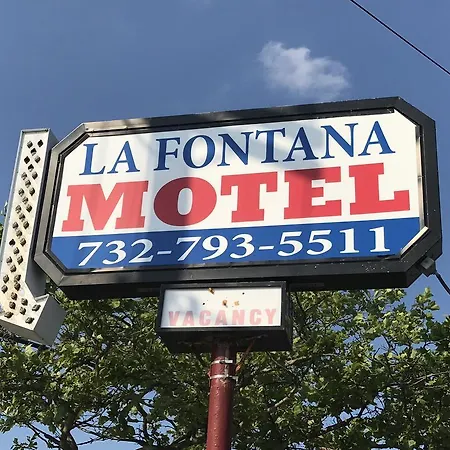 LA FONTANA
MOTEL
732-793-5511
VACANCY